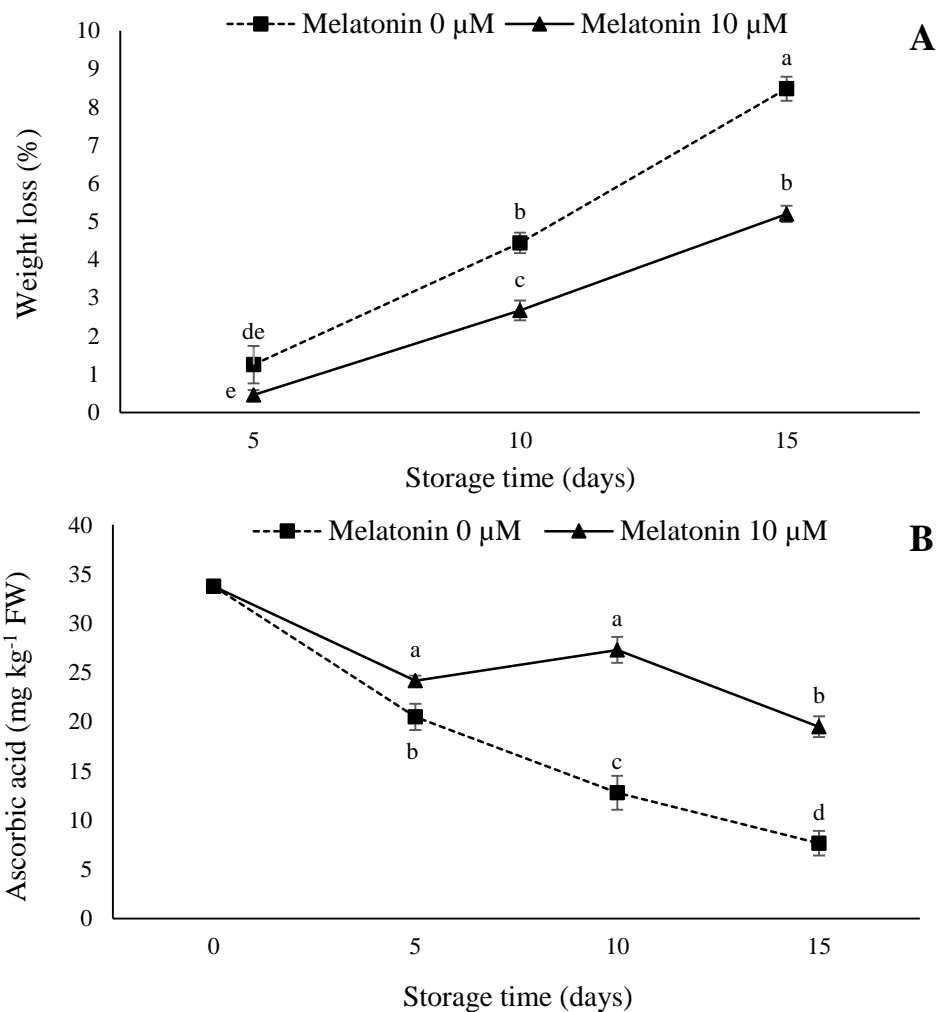 Melatonin 0 µM Melatonin 10 µM
A
10
9
8
7
6
5
4
3
2
1
0
Weight loss (%)
a
b
b
c
de
e
5 10 15
Storage time (days)
Melatonin 0 µM Melatonin 10 µM
B
40
35
30
25
20
15
10
5
0
Ascorbic acid (mg kg⁻¹ FW)
a a
b
b
c
d
0 5 10 15
Storage time (days)